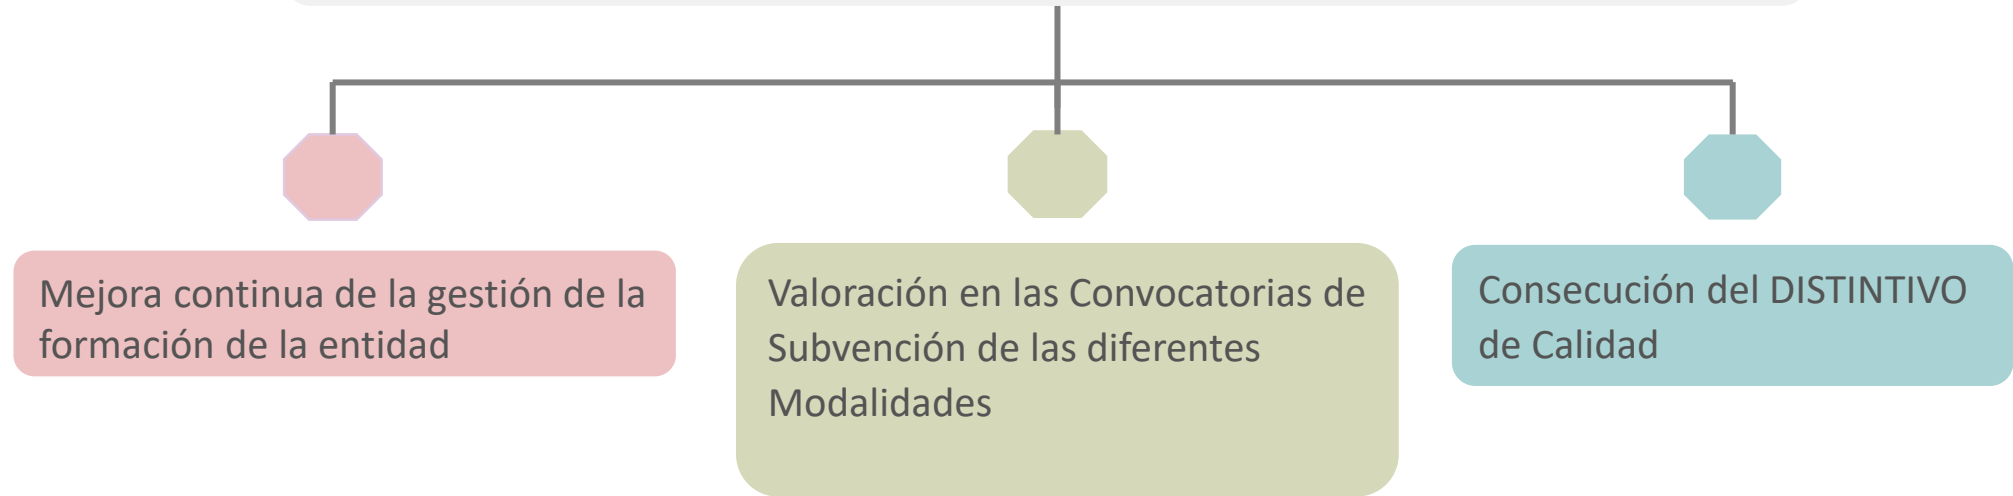 Mejora continua de la gestión de la
formación de la entidad
Valoración en las Convocatorias de
Subvención de las diferentes
Modalidades
Consecución del DISTINTIVO
de Calidad